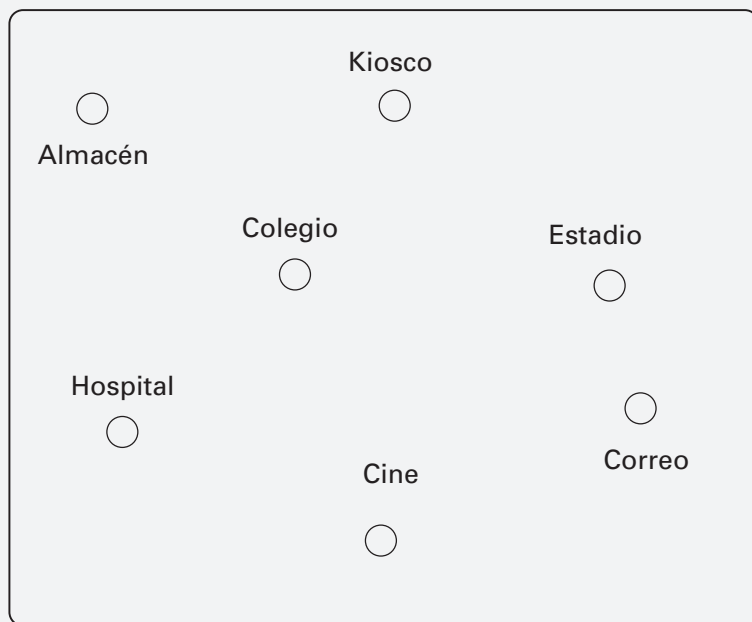 Kiosco
Almacén
Colegio
Estadio
Hospital
Correo
Cine